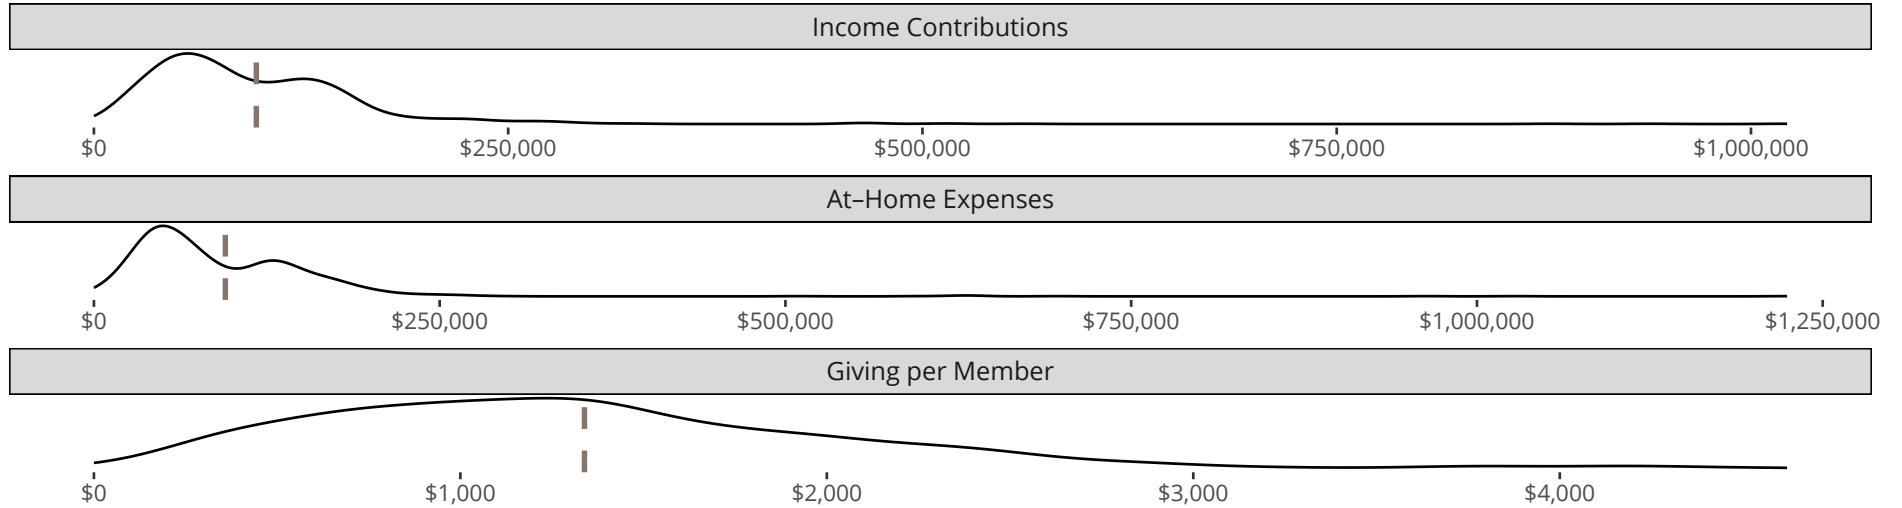 Income Contributions
$0 $250,000 $500,000 $750,000 $1,000,000
At–Home Expenses
$0 $250,000 $500,000 $750,000 $1,000,000 $1,250,000
Giving per Member
$0 $1,000 $2,000 $3,000 $4,000